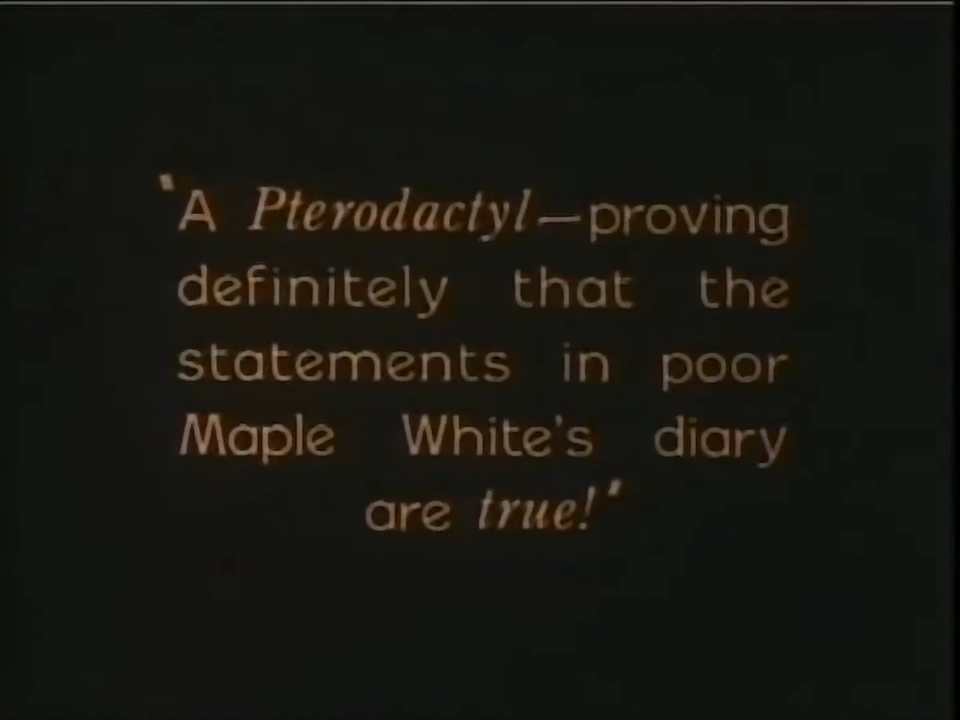 "A Pterodactyl—proving
definitely that the
statements in poor
Maple White's diary
are true!"